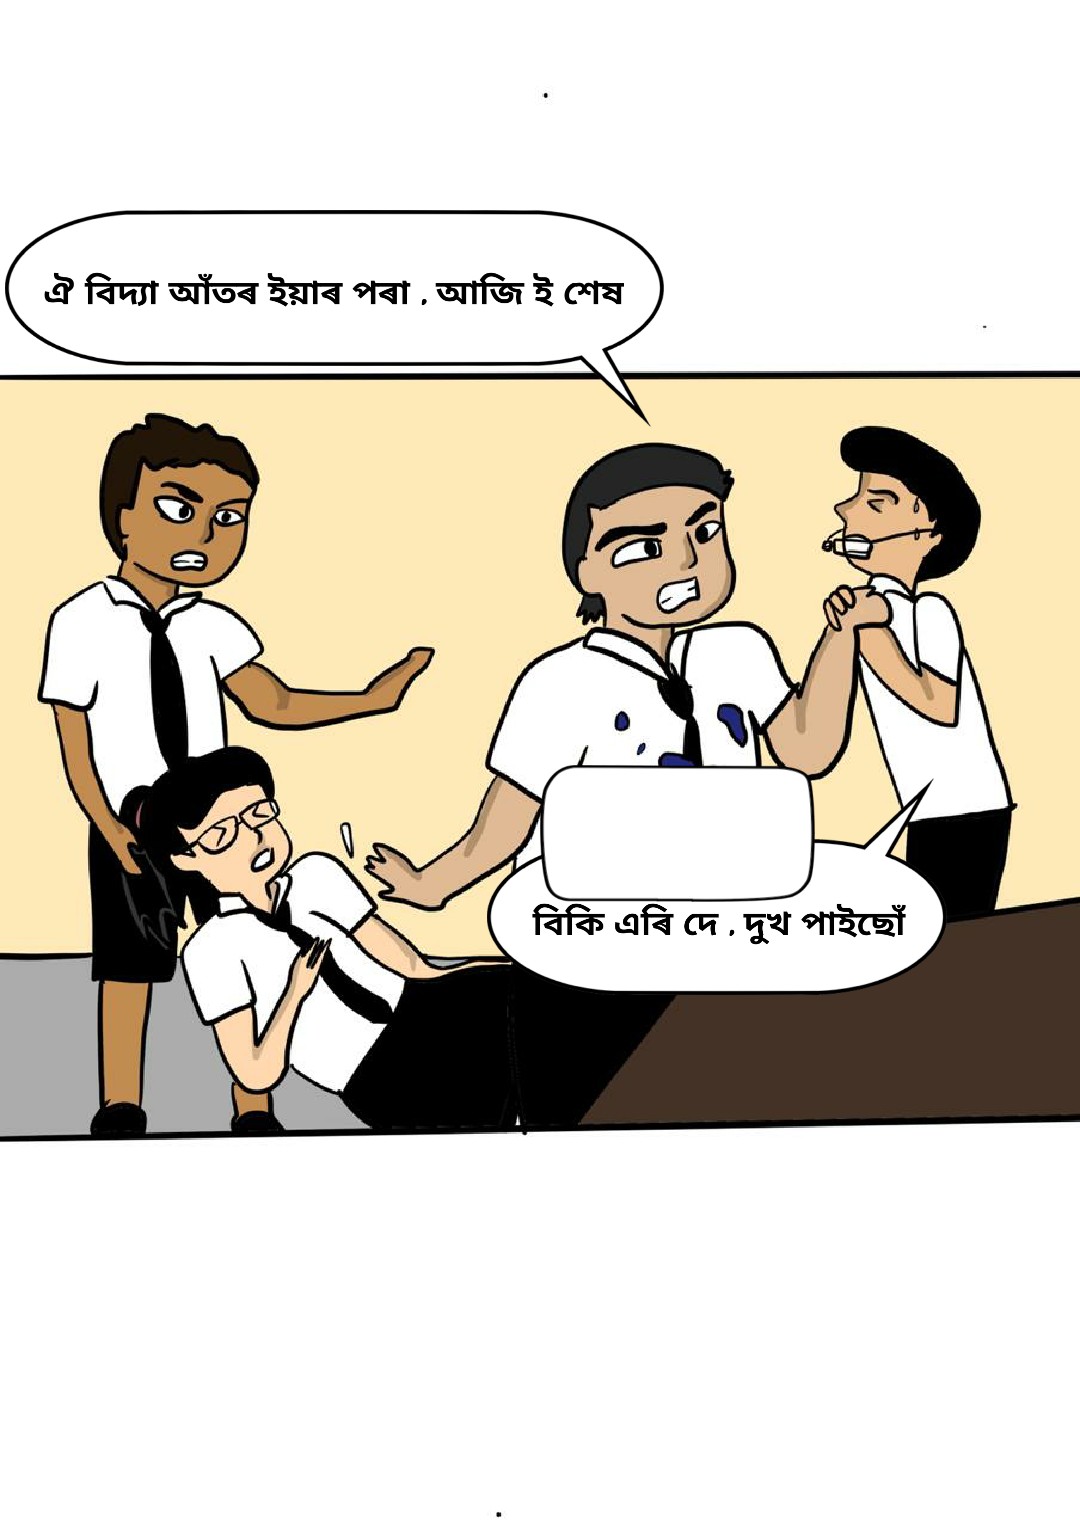 ঐ বিদ্যা আঁতৰ ইয়াৰ পৰা , আজি ই শেষ
বিকি এৰি দে , দুখ পাইছোঁ